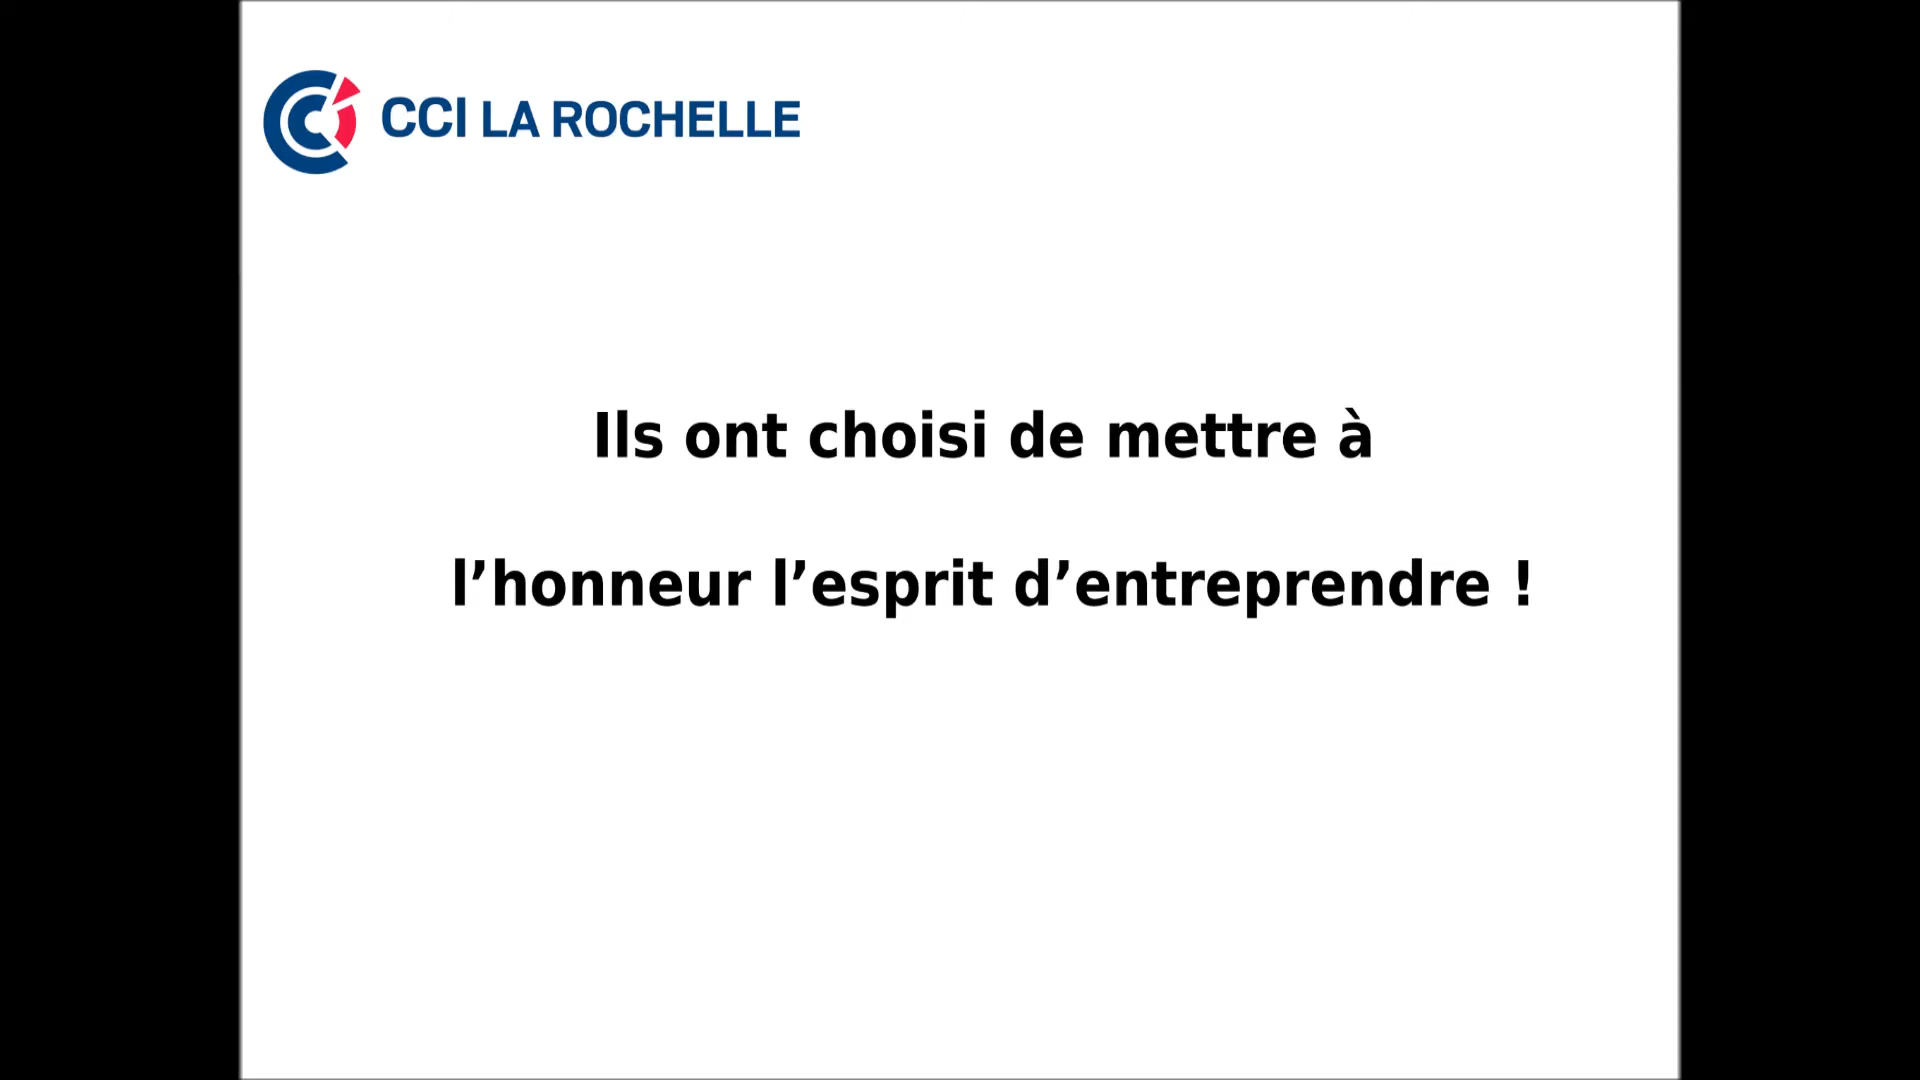 CCI LA ROCHELLE
Ils ont choisi de mettre à
l’honneur l’esprit d’entreprendre !